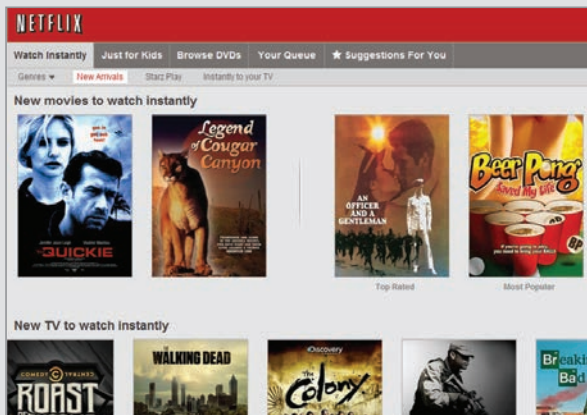 NETFLIX
Watch Instantly Just for Kids Browse DVDs Your Queue ★ Suggestions For You
Genres ▼ New Arrivals Starz Play Instantly to your TV
New movies to watch instantly
QUICKIE
Legend
of Cougar
Canyon
AN
OFFICER
AND A
GENTLEMAN
Beer Pong
Saved My Life
Top Rated
Most Popular
New TV to watch instantly
COMEDY CENTRAL
ROAST
THE
WALKING DEAD
Discovery
The
Colony
Breaki
Bad